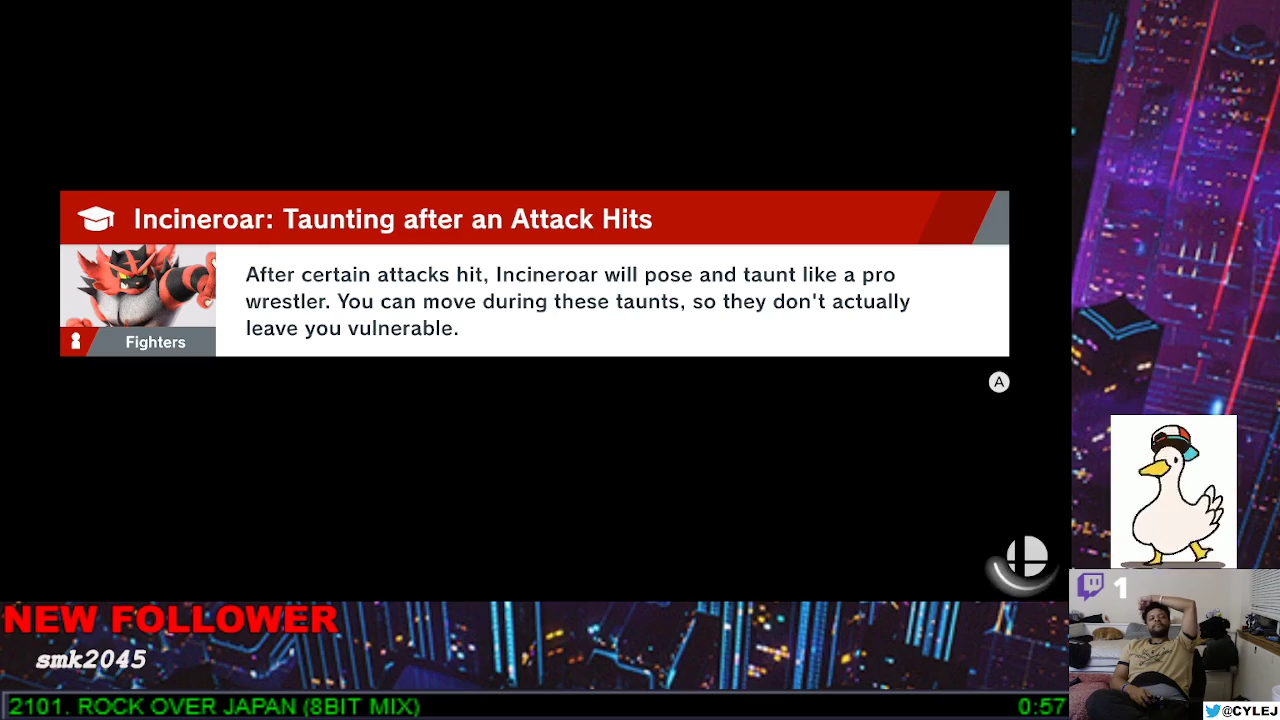 Incineroar: Taunting after an Attack Hits
After certain attacks hit, Incineroar will pose and taunt like a pro
wrestler. You can move during these taunts, so they don't actually
leave you vulnerable.
Fighters
A
1
NEW FOLLOWER
smk2045
2101. ROCK OVER JAPAN (8BIT MIX)
0:57
@CYLEJ